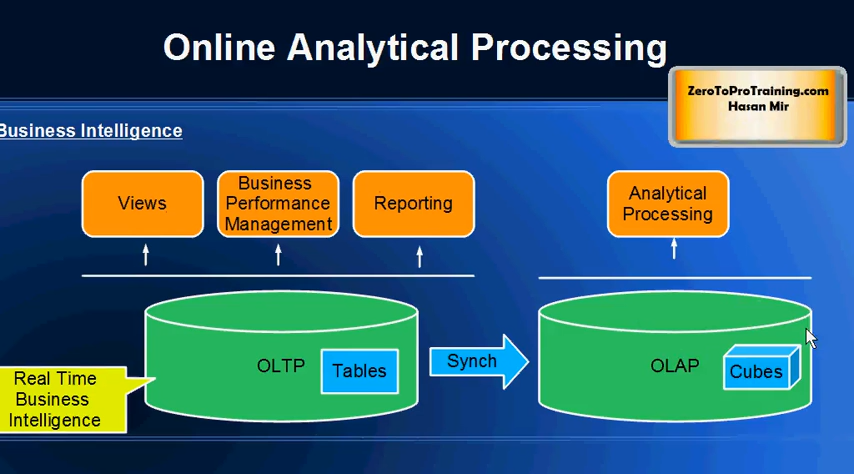 Online Analytical Processing
ZeroToProTraining.com
Hasan Mir
Business Intelligence
Views
Business
Performance
Management
Reporting
Analytical
Processing
OLTP
Tables
Synch
OLAP
Cubes
Real Time
Business
Intelligence